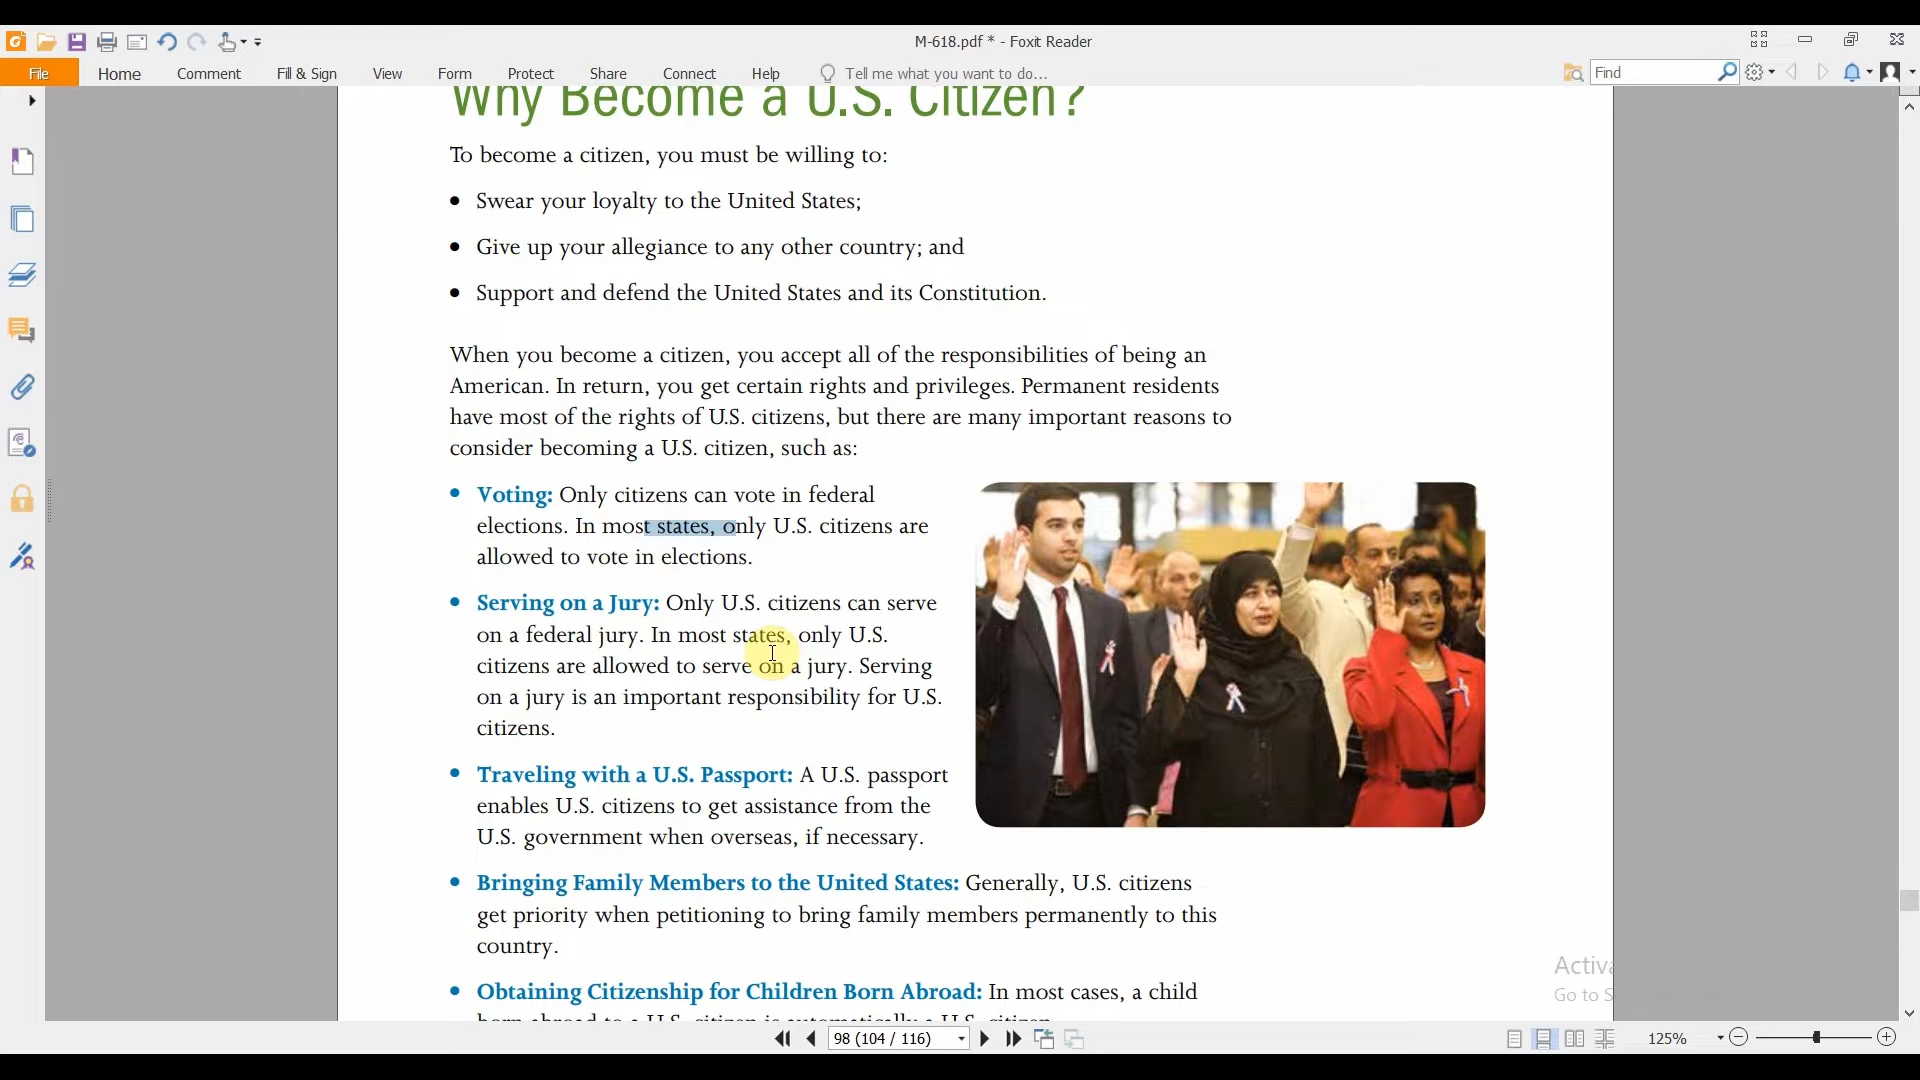 M-618.pdf * - Foxit Reader
File Home Comment Fill & Sign View Form Protect Share Connect Help Tell me what you want to do... Find
Why Become a U.S. Citizen?
To become a citizen, you must be willing to:
• Swear your loyalty to the United States;
• Give up your allegiance to any other country; and
• Support and defend the United States and its Constitution.
When you become a citizen, you accept all of the responsibilities of being an
American. In return, you get certain rights and privileges. Permanent residents
have most of the rights of U.S. citizens, but there are many important reasons to
consider becoming a U.S. citizen, such as:
• Voting: Only citizens can vote in federal
elections. In most states, only U.S. citizens are
allowed to vote in elections.
• Serving on a Jury: Only U.S. citizens can serve
on a federal jury. In most states, only U.S.
citizens are allowed to serve on a jury. Serving
on a jury is an important responsibility for U.S.
citizens.
• Traveling with a U.S. Passport: A U.S. passport
enables U.S. citizens to get assistance from the
U.S. government when overseas, if necessary.
• Bringing Family Members to the United States: Generally, U.S. citizens
get priority when petitioning to bring family members permanently to this
country.
• Obtaining Citizenship for Children Born Abroad: In most cases, a child
born abroad to a U.S. citizen is automatically a U.S. citizen.
Activ
Go to S
98 (104 / 116) 125%